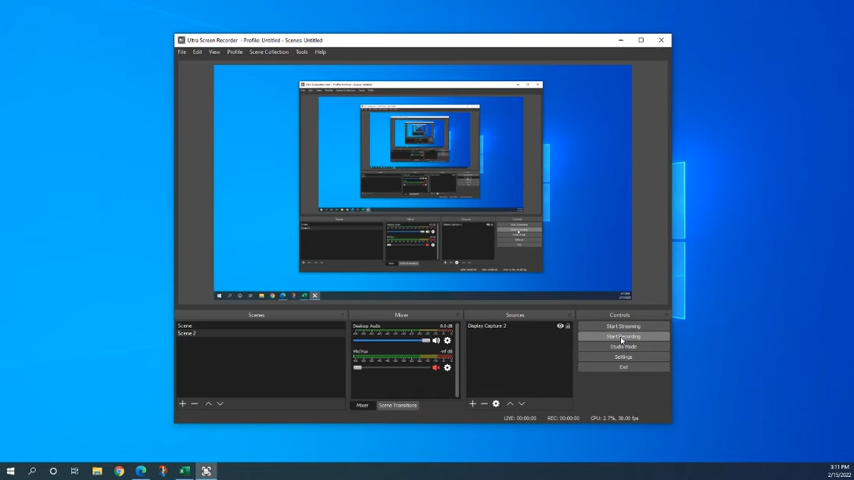 Ultra Screen Recorder - Profile: Untitled - Scenes: Untitled
File Edit View Profile Scene Collection Tools Help
Scenes
Mixer
Sources
Controls
Scene
Scene 2
Desktop Audio 0.0 dB
Mic/Aux -inf dB
Display Capture 2
Start Streaming
Start Recording
Studio Mode
Settings
Exit
Mixer Scene Transitions
LIVE: 00:00:00 REC: 00:00:00 CPU: 2.7%, 30.00 fps
3:11 PM
2/15/2022